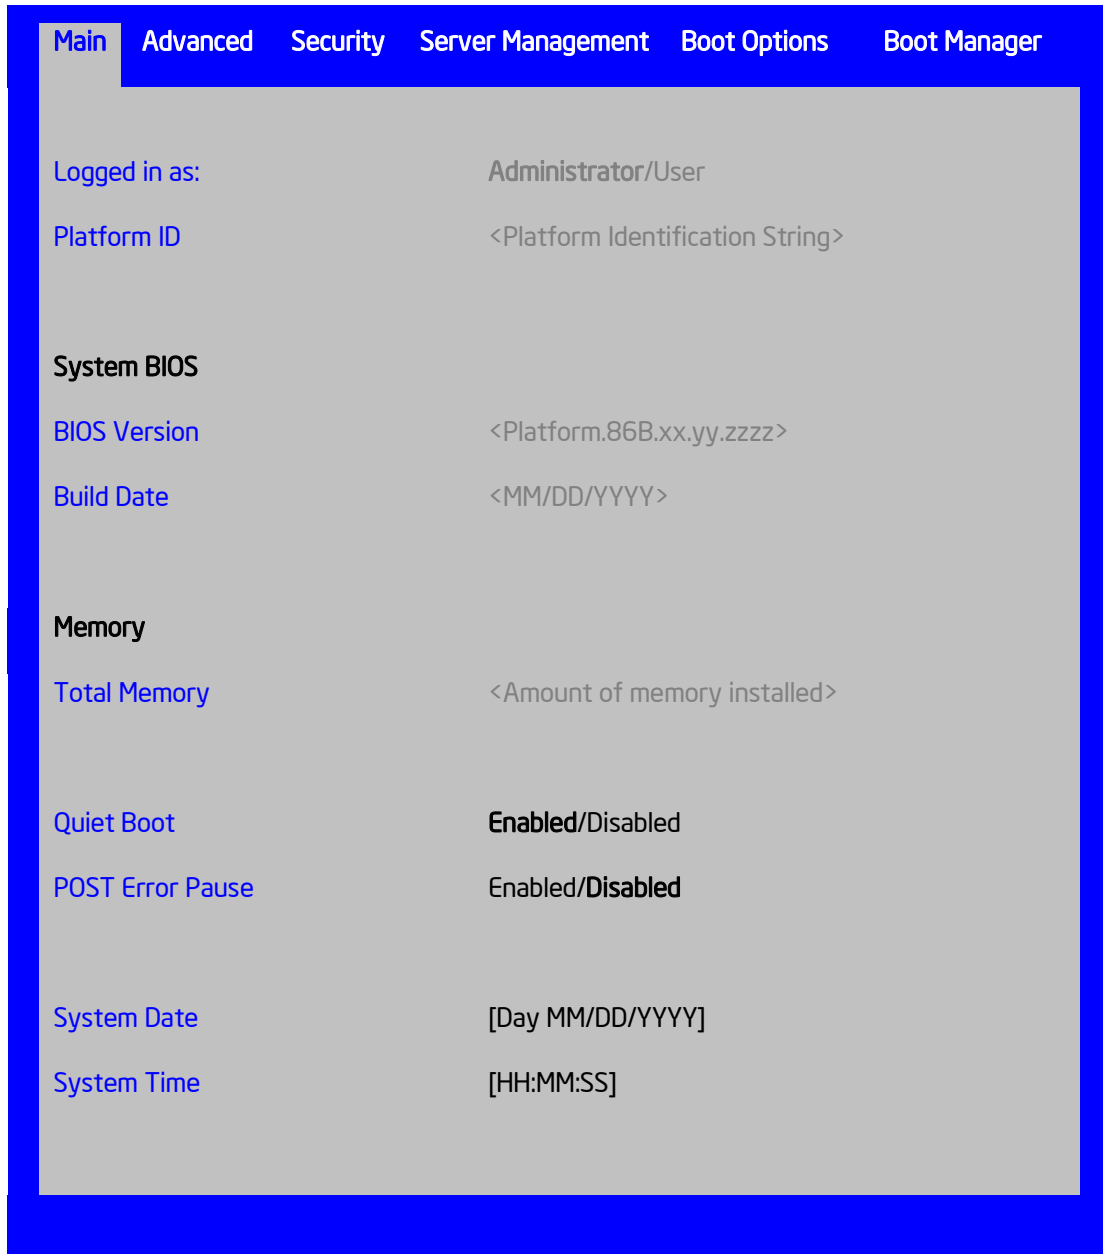 Main Advanced Security Server Management Boot Options Boot Manager
Logged in as: Administrator/User
Platform ID <Platform Identification String>
System BIOS
BIOS Version <Platform.86B.xx.yy.zzzz>
Build Date <MM/DD/YYYY>
Memory
Total Memory <Amount of memory installed>
Quiet Boot Enabled/Disabled
POST Error Pause Enabled/Disabled
System Date [Day MM/DD/YYYY]
System Time [HH:MM:SS]